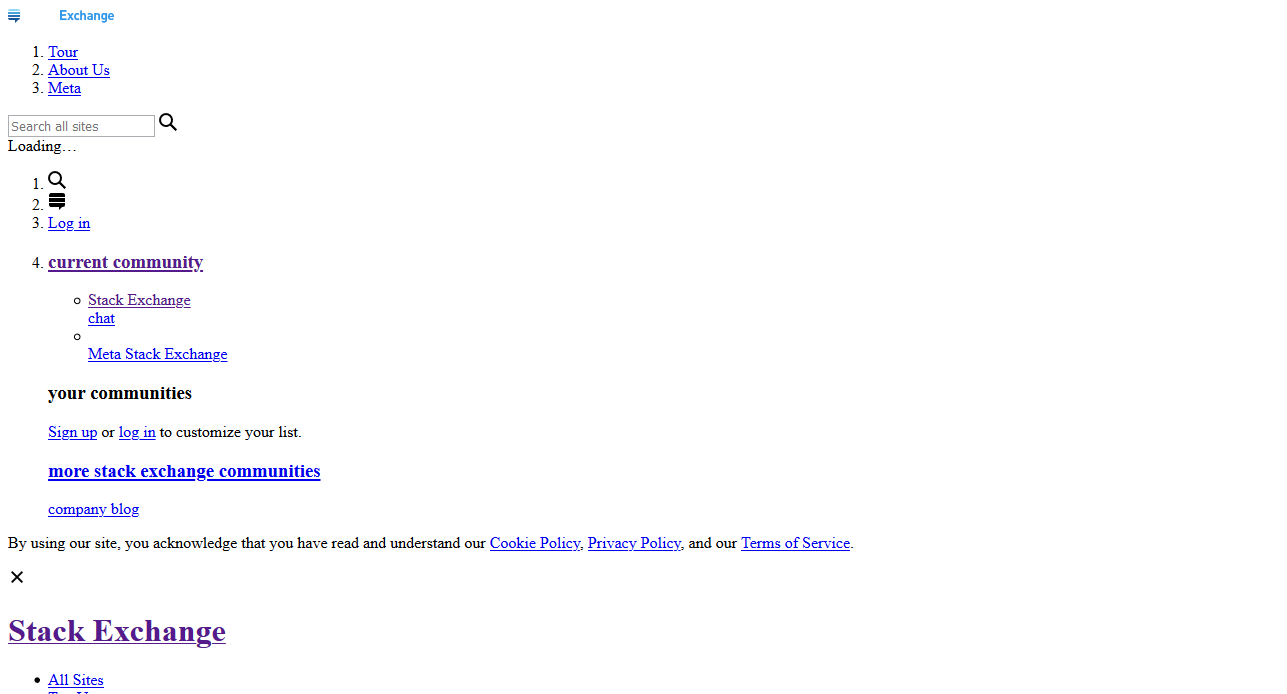 Exchange
1. Tour
2. About Us
3. Meta
Search all sites
Loading…
1.
2.
3. Log in
4. current community
Stack Exchange
chat
Meta Stack Exchange
your communities
Sign up or log in to customize your list.
more stack exchange communities
company blog
By using our site, you acknowledge that you have read and understand our Cookie Policy, Privacy Policy, and our Terms of Service.
Stack Exchange
All Sites